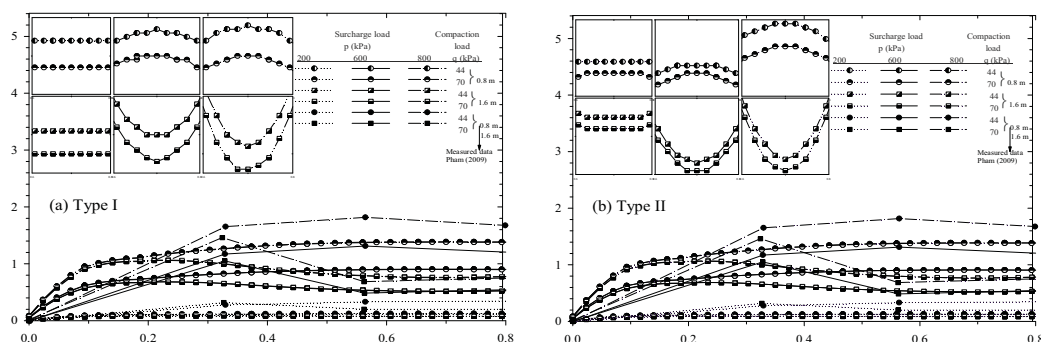 5
4
3
2
1
0
0.0
0.2
0.4
0.6
0.8
Surcharge load
p (kPa)
Compaction
load
q (kPa)
200
600
800
44
70
0.8 m
44
70
1.6 m
44
70
0.8 m
1.6 m
Measured data
Pham (2009)
(a) Type I
5
4
3
2
1
0
0.0
0.2
0.4
0.6
0.8
Surcharge load
p (kPa)
Compaction
load
q (kPa)
200
600
800
44
70
0.8 m
44
70
1.6 m
44
70
0.8 m
1.6 m
Measured data
Pham (2009)
(b) Type II